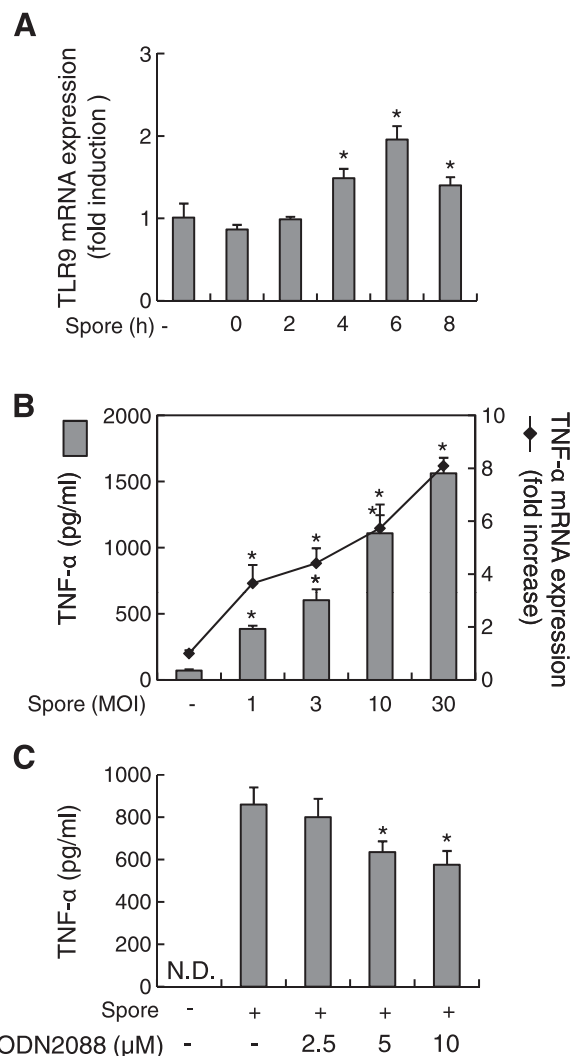 A
TLR9 mRNA expression
(fold induction )
3
2
1
0
* * *
Spore (h) - 0 2 4 6 8
B
TNF-α (pg/ml)
2000
1500
1000
500
0
* * * * * * *
10
8
6
4
2
0
TNF-α mRNA expression
(fold increase)
Spore (MOI) - 1 3 10 30
C
TNF-α (pg/ml)
1000
800
600
400
200
0
N.D.
* *
Spore - + + + +
ODN2088 (μM) - - 2.5 5 10